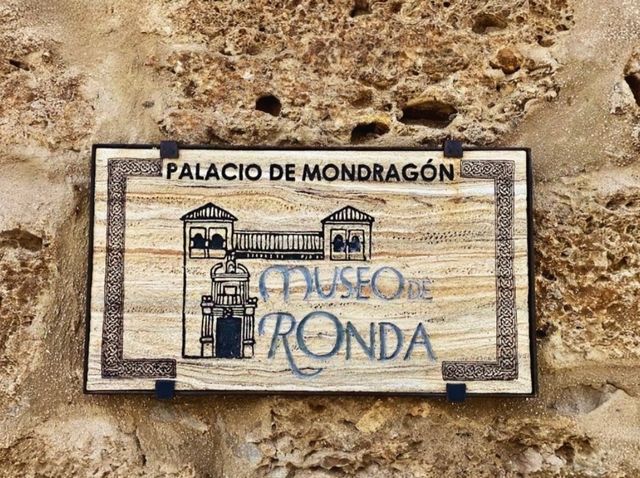 PALACIO DE MONDRAGÓN
MUSEO DE
RONDA